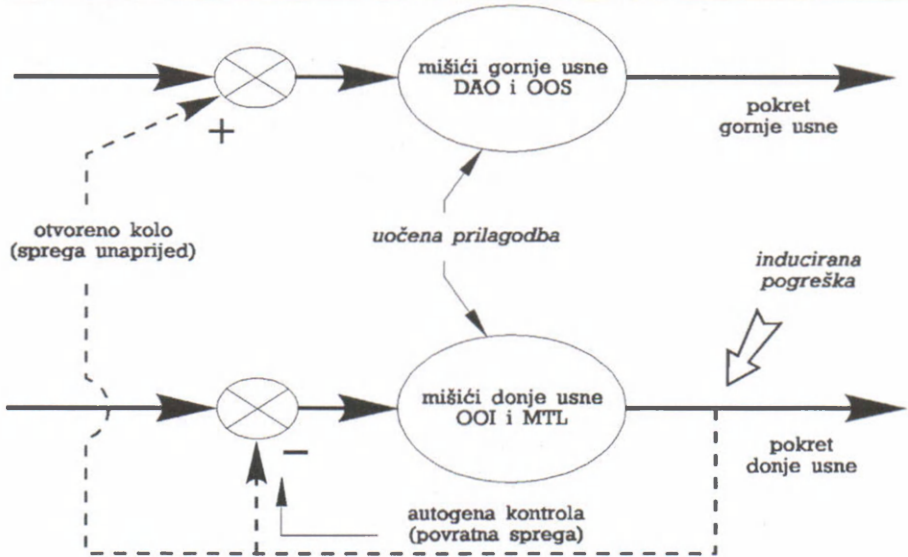 mišići gornje usne
DAO i OOS
+
pokret
gornje usne
otvoreno kolo
(sprega unaprijed)
uočena prilagodba
inducirana
pogreška
mišići donje usne
OOI i MTL
−
pokret
donje usne
autogena kontrola
(povratna sprega)